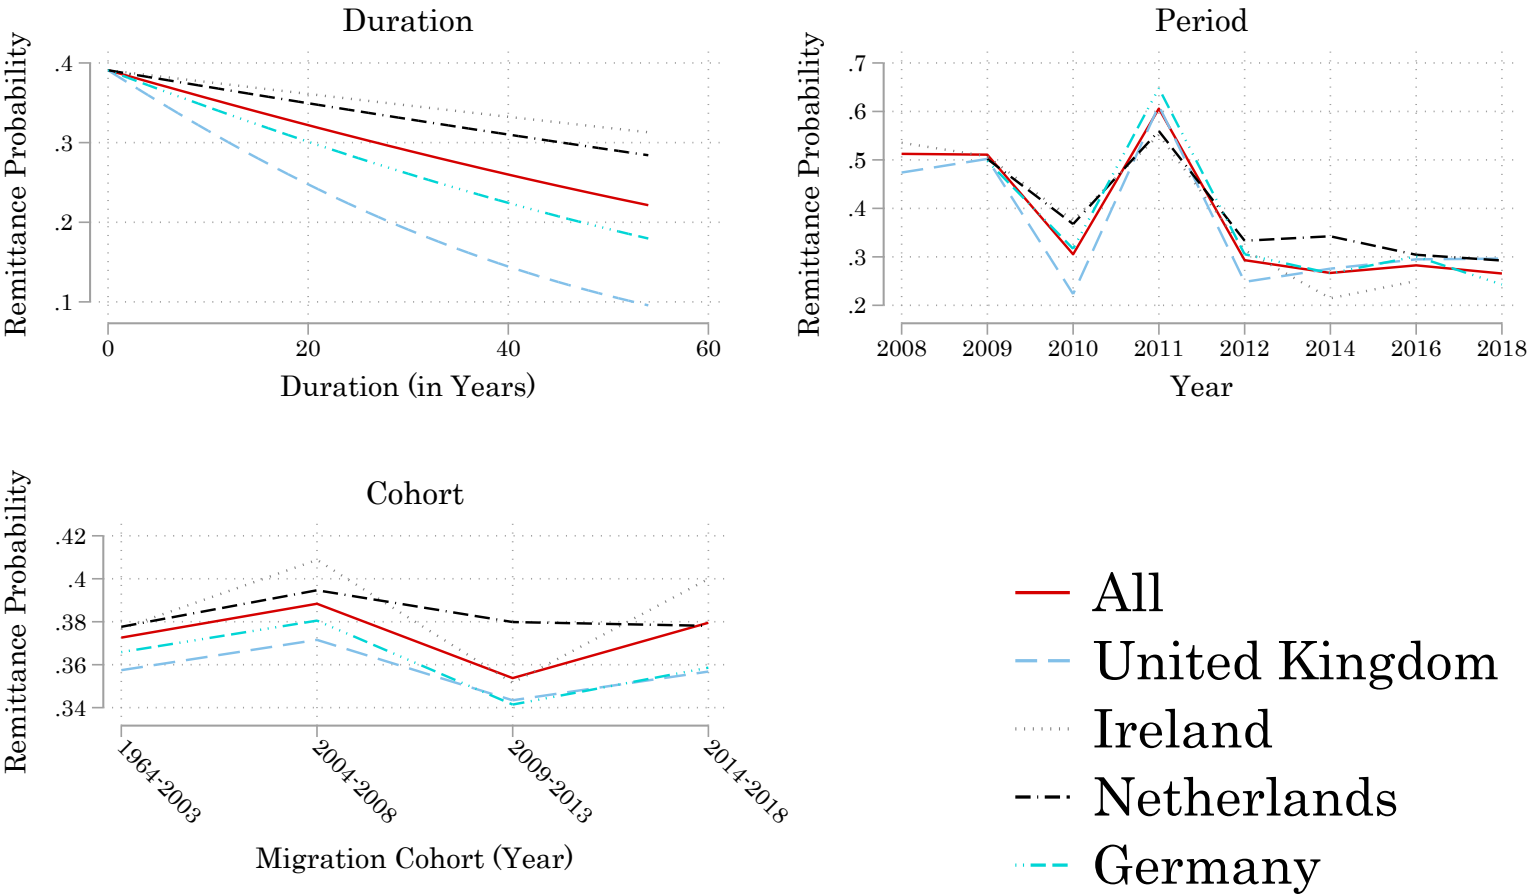 Duration
Remittance Probability
.4
.3
.2
.1
0 20 40 60
Duration (in Years)
Period
Remittance Probability
.7
.6
.5
.4
.3
.2
2008 2009 2010 2011 2012 2014 2016 2018
Year
Cohort
Remittance Probability
.42
.4
.38
.36
.34
1964-2003
2004-2008
2009-2013
2014-2018
Migration Cohort (Year)
All
United Kingdom
Ireland
Netherlands
Germany